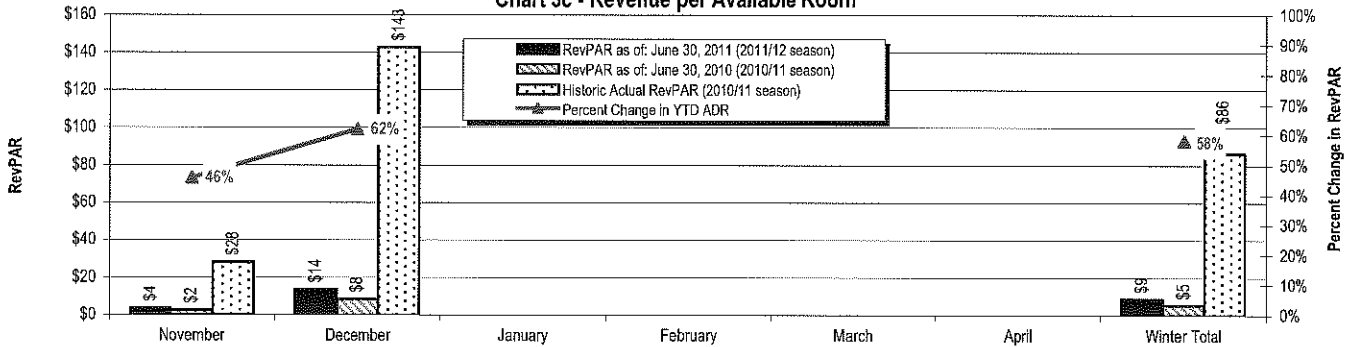 Chart 3c - Revenue per Available Room
RevPAR
$160
$140
$120
$100
$80
$60
$40
$20
$0
RevPAR as of: June 30, 2011 (2011/12 season)
RevPAR as of: June 30, 2010 (2010/11 season)
Historic Actual RevPAR (2010/11 season)
Percent Change in YTD ADR
46%
62%
58%
$4
$2
$28
$14
$8
$143
$9
$5
$86
100%
90%
80%
70%
60%
50%
40%
30%
20%
10%
0%
Percent Change in RevPAR
November
December
January
February
March
April
Winter Total